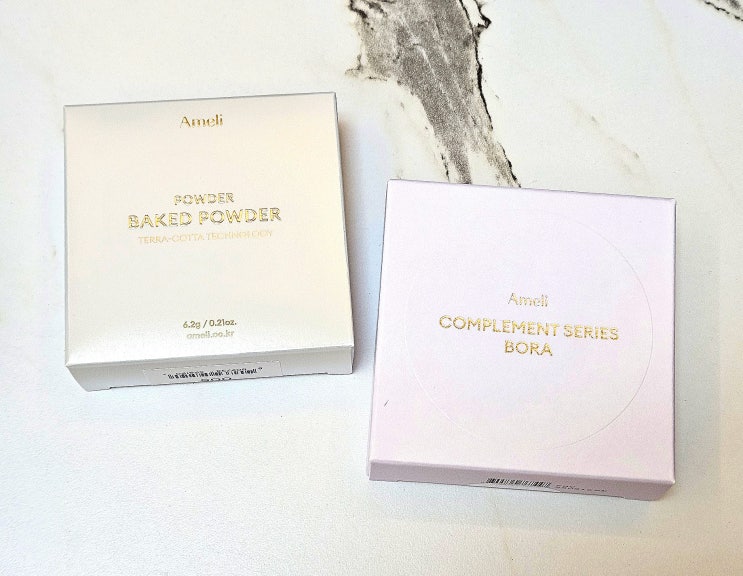 Ameli
POWDER
BAKED POWDER
TERRA-COTTA TECHNOLOGY
6.2g / 0.21oz.
ameli.co.kr
Ameli
COMPLEMENT SERIES
BORA